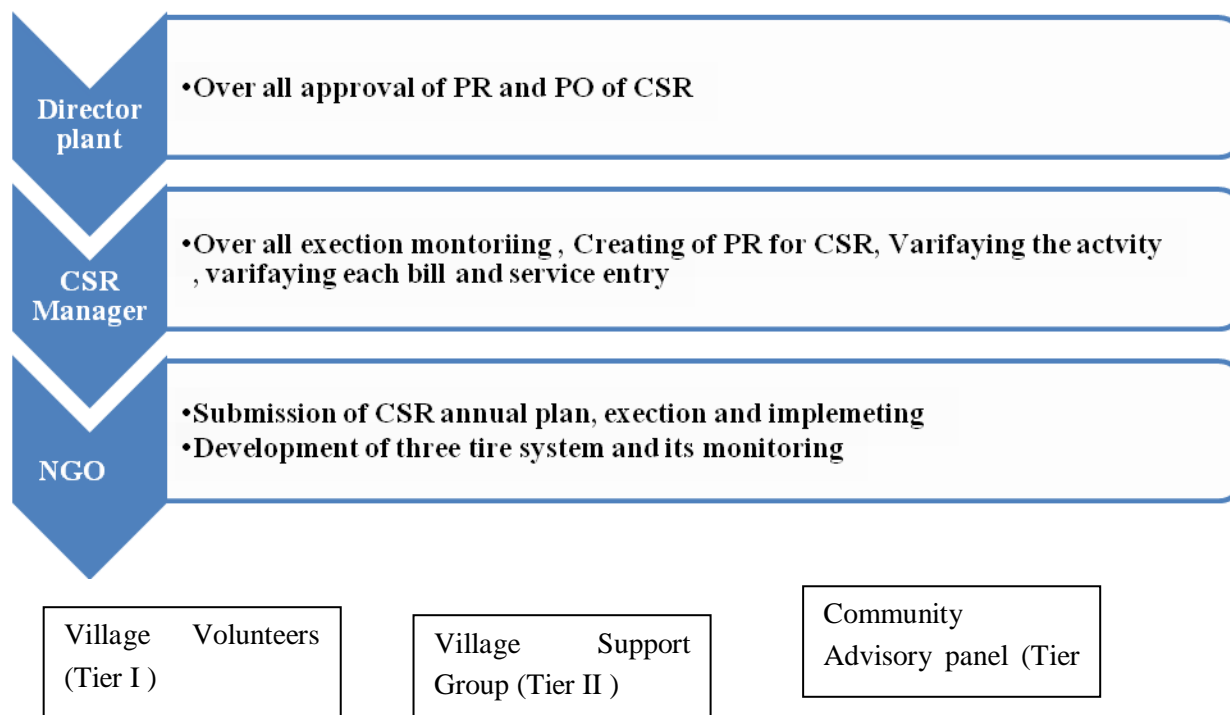 Director
plant
•Over all approval of PR and PO of CSR
CSR
Manager
•Over all exection montoriing , Creating of PR for CSR, Varifaying the actvity
, varifaying each bill and service entry
NGO
•Submission of CSR annual plan, exection and implemeting
•Development of three tire system and its monitoring
Village Volunteers
(Tier I )
Village Support
Group (Tier II )
Community
Advisory panel (Tier